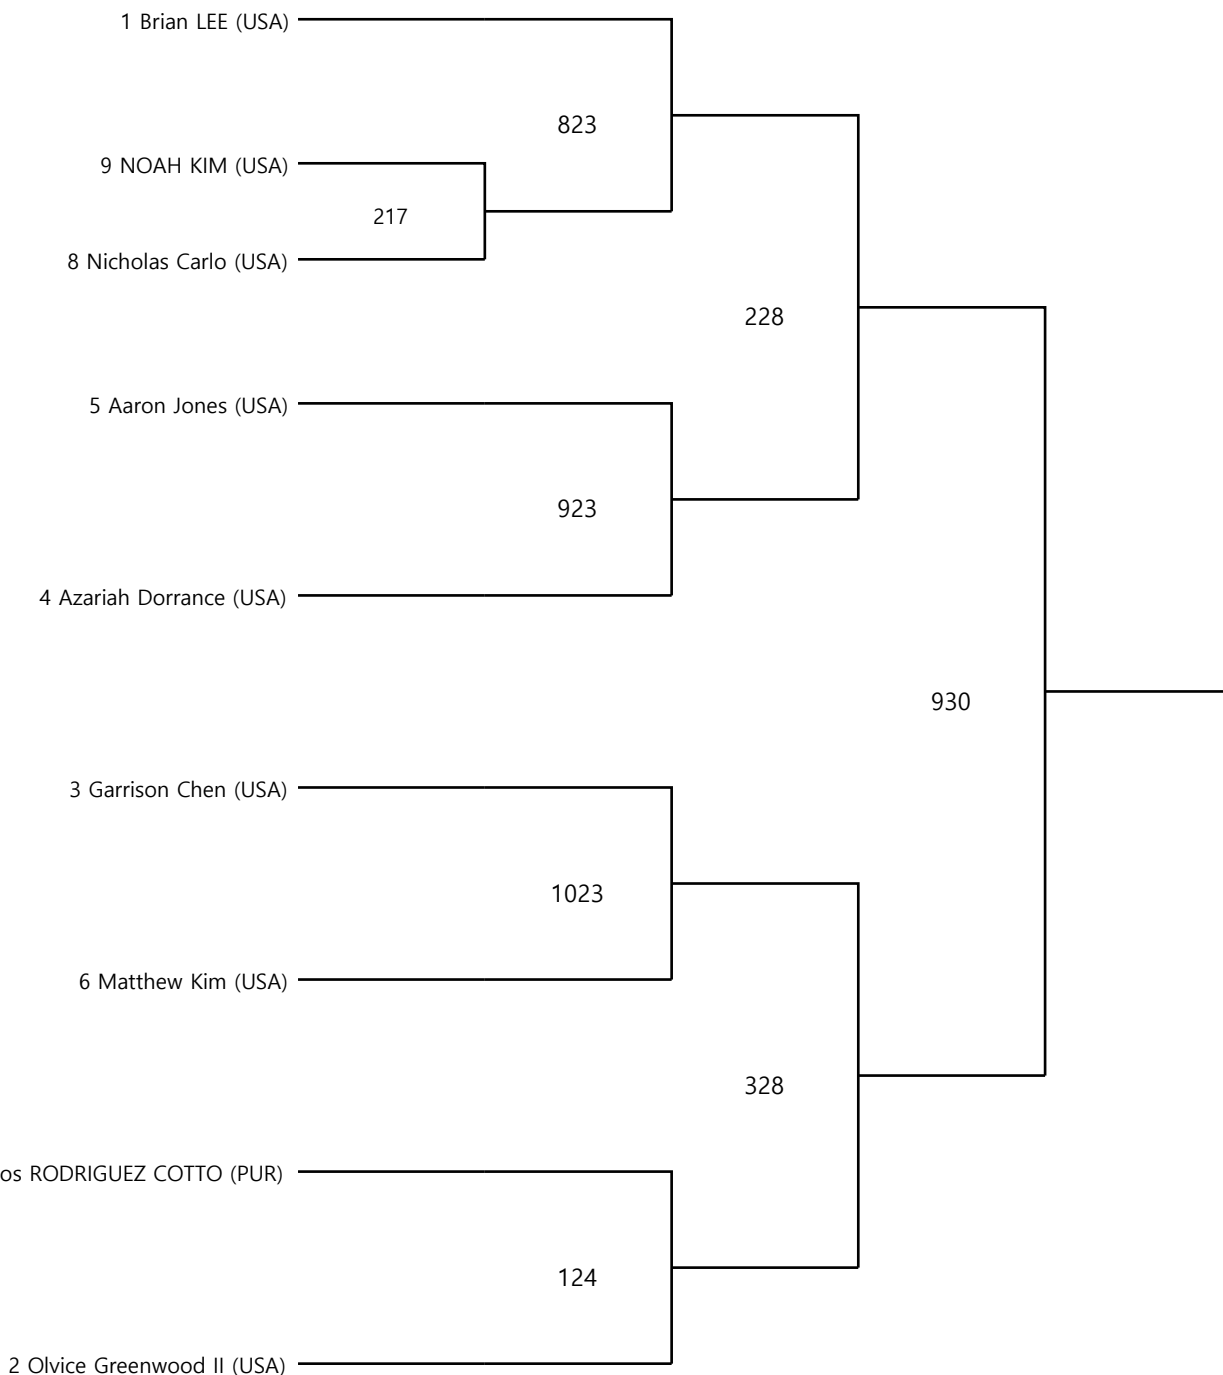 1 Brian LEE (USA)
823
9 NOAH KIM (USA)
217
8 Nicholas Carlo (USA)
228
5 Aaron Jones (USA)
923
4 Azariah Dorrance (USA)
930
3 Garrison Chen (USA)
1023
6 Matthew Kim (USA)
328
os RODRIGUEZ COTTO (PUR)
124
2 Olvice Greenwood II (USA)